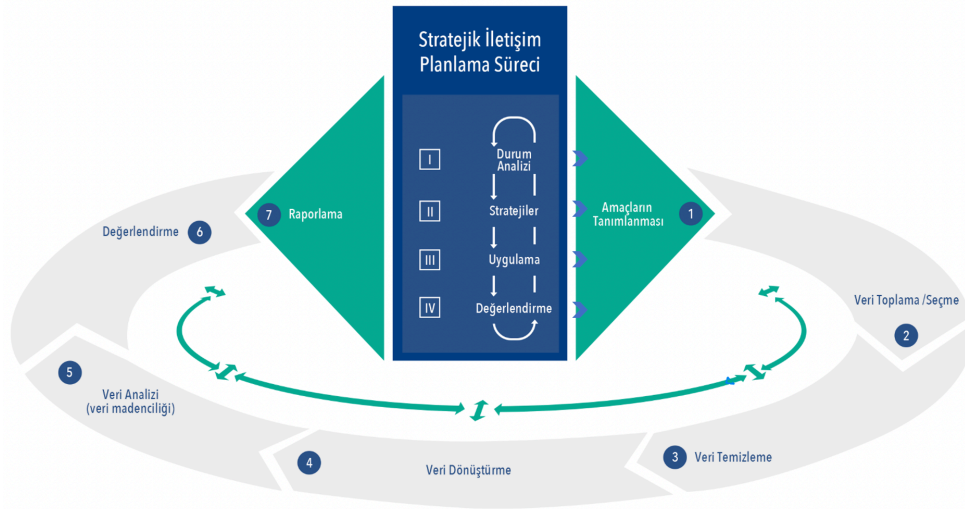 Stratejik İletişim
Planlama Süreci
I
Durum
Analizi
II
Stratejiler
III
Uygulama
IV
Değerlendirme
1
Amaçların
Tanımlanması
Veri Toplama /Seçme
2
3
Veri Temizleme
4
Veri Dönüştürme
5
Veri Analizi
(veri madenciliği)
Değerlendirme
6
7
Raporlama